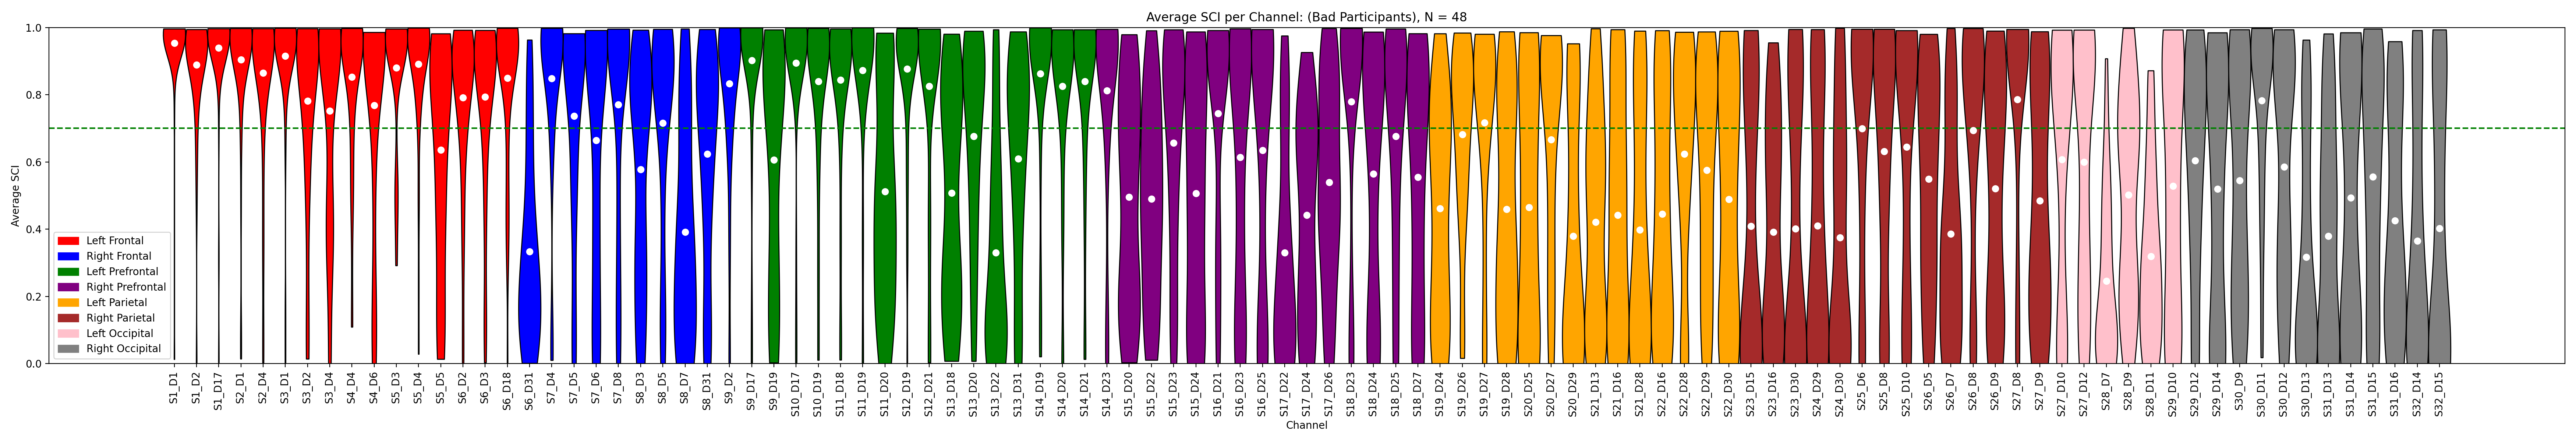 Average SCI per Channel: (Bad Participants), N = 48
Average SCI
1.0
0.8
0.6
0.4
0.2
0.0
Left Frontal
Right Frontal
Left Prefrontal
Right Prefrontal
Left Parietal
Right Parietal
Left Occipital
Right Occipital
S1_D1
S1_D2
S1_D17
S2_D1
S2_D4
S3_D1
S3_D2
S3_D4
S4_D4
S4_D6
S5_D3
S5_D4
S5_D5
S6_D2
S6_D3
S6_D18
S6_D31
S7_D4
S7_D5
S7_D6
S7_D8
S8_D3
S8_D5
S8_D7
S8_D31
S9_D2
S9_D17
S9_D19
S10_D17
S10_D19
S11_D18
S11_D19
S11_D20
S12_D19
S12_D21
S13_D18
S13_D20
S13_D22
S13_D31
S14_D19
S14_D20
S14_D21
S14_D23
S15_D20
S15_D22
S15_D23
S15_D24
S16_D21
S16_D23
S16_D25
S17_D22
S17_D24
S17_D26
S18_D23
S18_D25
S18_D27
S19_D24
S19_D26
S19_D27
S19_D28
S20_D25
S20_D27
S20_D29
S21_D13
S21_D16
S21_D28
S22_D16
S22_D28
S22_D29
S22_D30
S23_D15
S23_D16
S23_D30
S24_D29
S24_D30
S25_D6
S25_D8
S25_D10
S26_D5
S26_D7
S26_D8
S26_D9
S27_D8
S27_D9
S27_D10
S27_D12
S28_D7
S28_D9
S28_D11
S29_D10
S29_D12
S29_D14
S30_D9
S30_D11
S30_D12
S30_D13
S31_D13
S31_D14
S31_D15
S31_D16
S32_D14
S32_D15
Channel